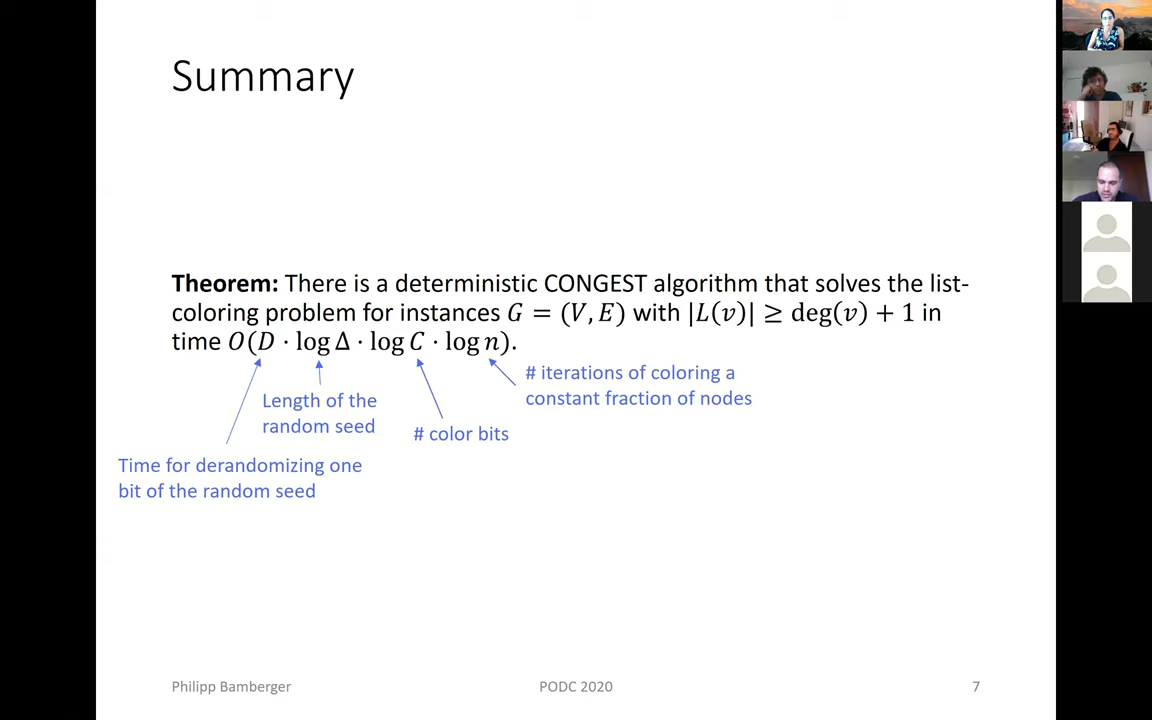 Summary
Theorem: There is a deterministic CONGEST algorithm that solves the list-
coloring problem for instances 𝐺 = (𝑉, 𝐸) with |𝐿(𝑣)| ≥ deg(𝑣) + 1 in
time 𝑂(𝐷 ⋅ log Δ ⋅ log 𝐶 ⋅ log 𝑛).
# iterations of coloring a
constant fraction of nodes
Length of the
random seed
# color bits
Time for derandomizing one
bit of the random seed
Philipp Bamberger
PODC 2020
7